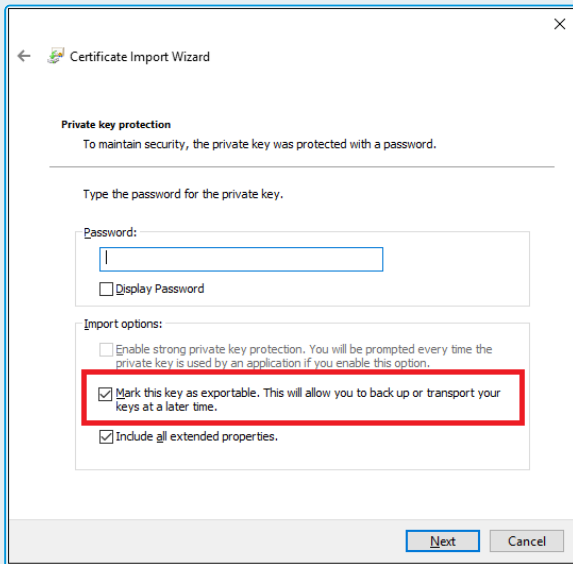 Certificate Import Wizard
Private key protection
To maintain security, the private key was protected with a password.
Type the password for the private key.
Password:
Display Password
Import options:
Enable strong private key protection. You will be prompted every time the
private key is used by an application if you enable this option.
Mark this key as exportable. This will allow you to back up or transport your
keys at a later time.
Include all extended properties.
Next
Cancel